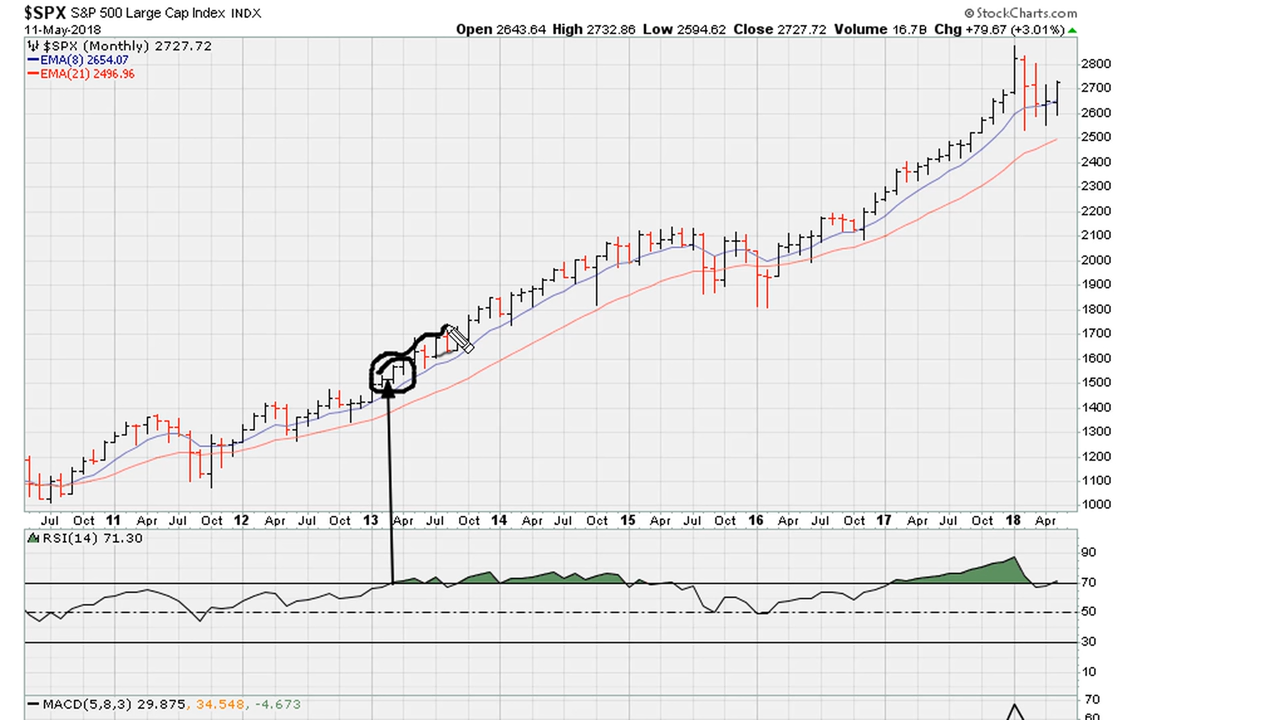 $SPX S&P 500 Large Cap Index INDX
© StockCharts.com
11-May-2018
Open 2643.64 High 2732.86 Low 2594.62 Close 2727.72 Volume 16.7B Chg +79.67 (+3.01%)
$SPX (Monthly) 2727.72
EMA(8) 2654.07
EMA(21) 2496.96
2800
2700
2600
2500
2400
2300
2200
2100
2000
1900
1800
1700
1600
1500
1400
1300
1200
1100
1000
Jul Oct 11 Apr Jul Oct 12 Apr Jul Oct 13 Apr Jul Oct 14 Apr Jul Oct 15 Apr Jul Oct 16 Apr Jul Oct 17 Apr Jul Oct 18 Apr
RSI(14) 71.30
90
70
50
30
10
MACD(5,8,3) 29.875, 34.548, -4.673
70
60